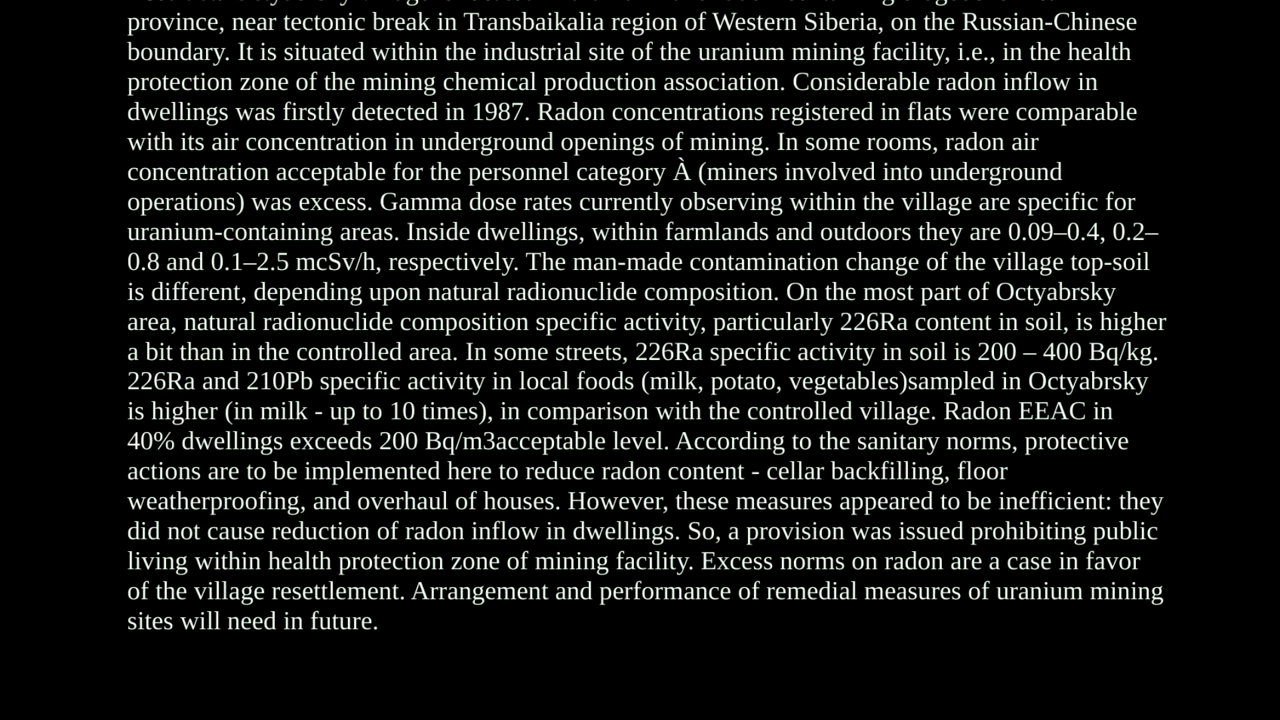 province, near tectonic break in Transbaikalia region of Western Siberia, on the Russian-Chinese
boundary. It is situated within the industrial site of the uranium mining facility, i.e., in the health
protection zone of the mining chemical production association. Considerable radon inflow in
dwellings was firstly detected in 1987. Radon concentrations registered in flats were comparable
with its air concentration in underground openings of mining. In some rooms, radon air
concentration acceptable for the personnel category À (miners involved into underground
operations) was excess. Gamma dose rates currently observing within the village are specific for
uranium-containing areas. Inside dwellings, within farmlands and outdoors they are 0.09–0.4, 0.2–
0.8 and 0.1–2.5 mcSv/h, respectively. The man-made contamination change of the village top-soil
is different, depending upon natural radionuclide composition. On the most part of Octyabrsky
area, natural radionuclide composition specific activity, particularly 226Ra content in soil, is higher
a bit than in the controlled area. In some streets, 226Ra specific activity in soil is 200 – 400 Bq/kg.
226Ra and 210Pb specific activity in local foods (milk, potato, vegetables)sampled in Octyabrsky
is higher (in milk - up to 10 times), in comparison with the controlled village. Radon EEAC in
40% dwellings exceeds 200 Bq/m3acceptable level. According to the sanitary norms, protective
actions are to be implemented here to reduce radon content - cellar backfilling, floor
weatherproofing, and overhaul of houses. However, these measures appeared to be inefficient: they
did not cause reduction of radon inflow in dwellings. So, a provision was issued prohibiting public
living within health protection zone of mining facility. Excess norms on radon are a case in favor
of the village resettlement. Arrangement and performance of remedial measures of uranium mining
sites will need in future.